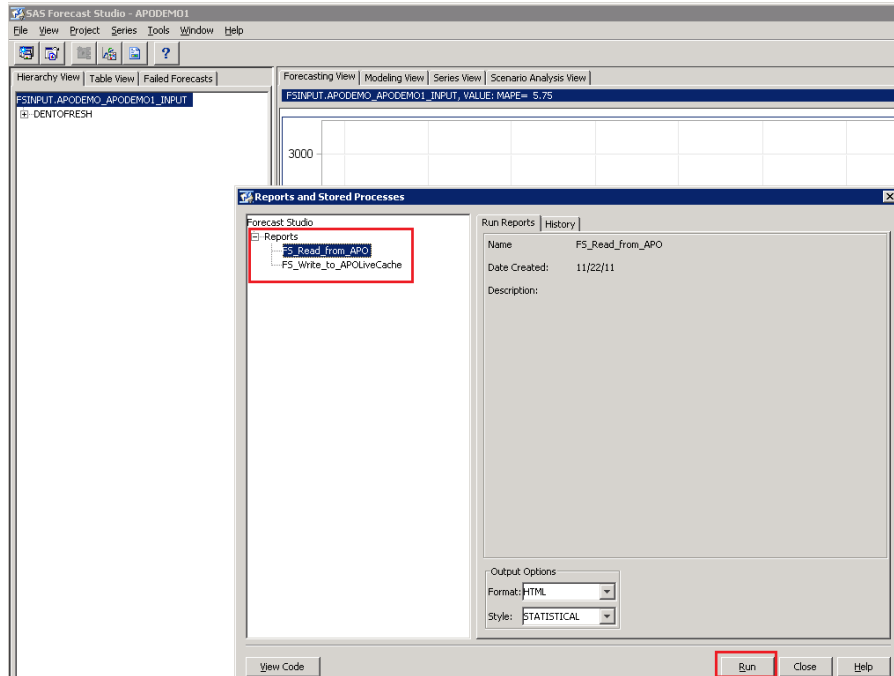 SAS Forecast Studio - APODEMO1
File View Project Series Tools Window Help
?
Hierarchy View Table View Failed Forecasts
FSINPUT.APODEMO_APODEMO1_INPUT
DENTOFRESH
Forecasting View Modeling View Series View Scenario Analysis View
FSINPUT.APODEMO_APODEMO1_INPUT, VALUE: MAPE= 5.75
3000
Reports and Stored Processes
Forecast Studio
Reports
FS_Read_from_APO
FS_Write_to_APOLiveCache
Run Reports History
Name FS_Read_from_APO
Date Created: 11/22/11
Description:
Output Options
Format: HTML
Style: STATISTICAL
View Code Run Close Help